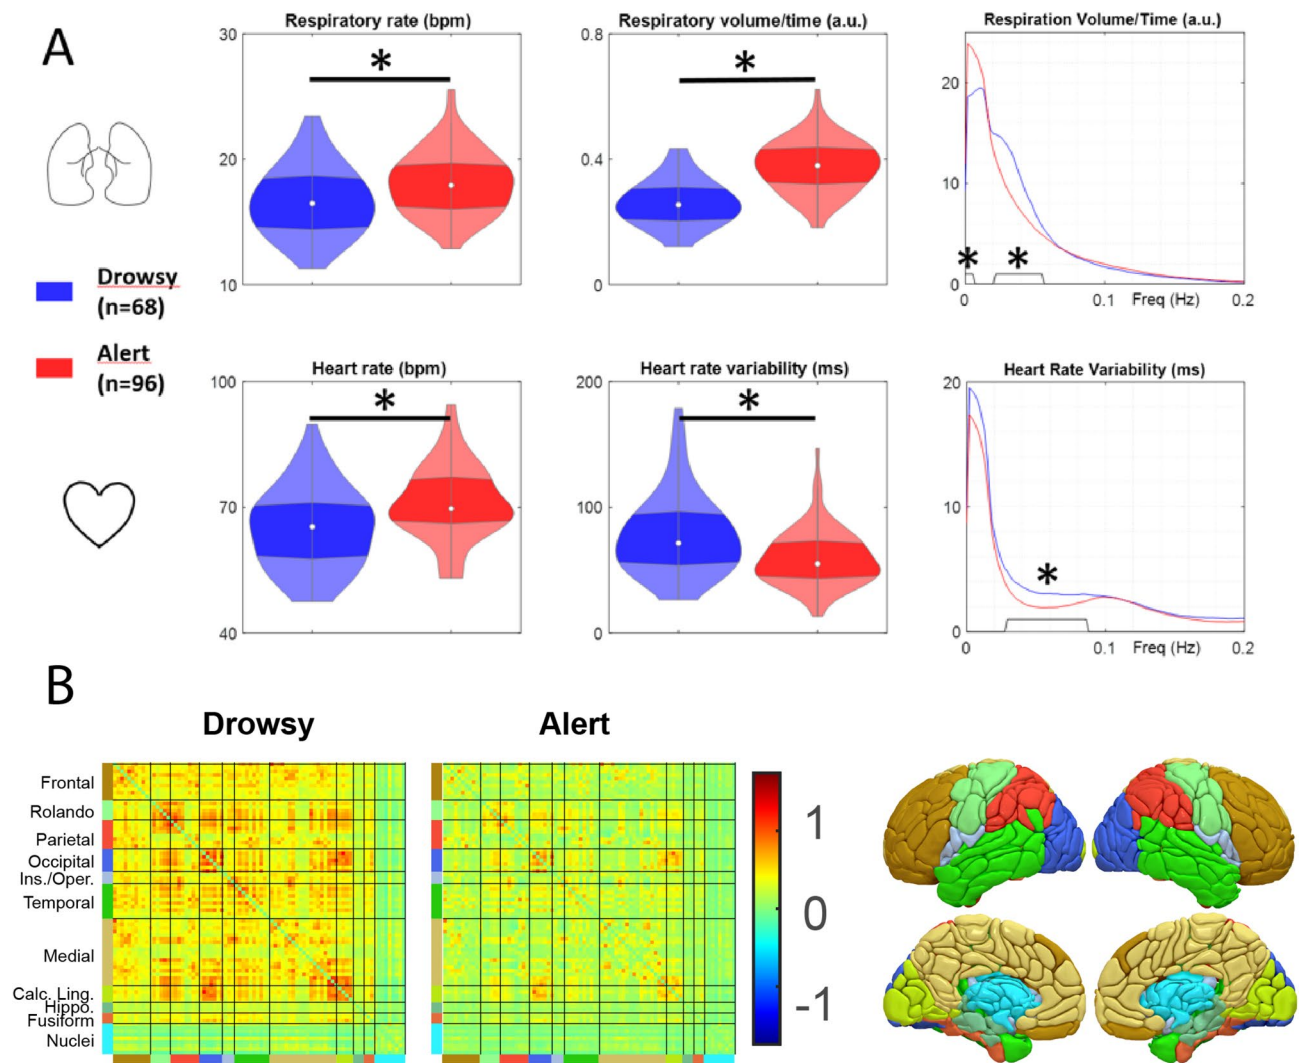 A
Respiratory rate (bpm)
30
20
10
*
Respiratory volume/time (a.u.)
0.8
0.4
0
*
Respiration Volume/Time (a.u.)
20
10
0
*
*
0
0.1
Freq (Hz)
0.2
Drowsy
(n=68)
Alert
(n=96)
Heart rate (bpm)
100
70
40
*
Heart rate variability (ms)
200
100
0
*
Heart Rate Variability (ms)
20
10
0
*
0
0.1
Freq (Hz)
0.2
B
Drowsy
Alert
Frontal
Rolando
Parietal
Occipital
Ins./Oper.
Temporal
Medial
Calc. Ling.
Hippo.
Fusiform
Nuclei
1
0
-1